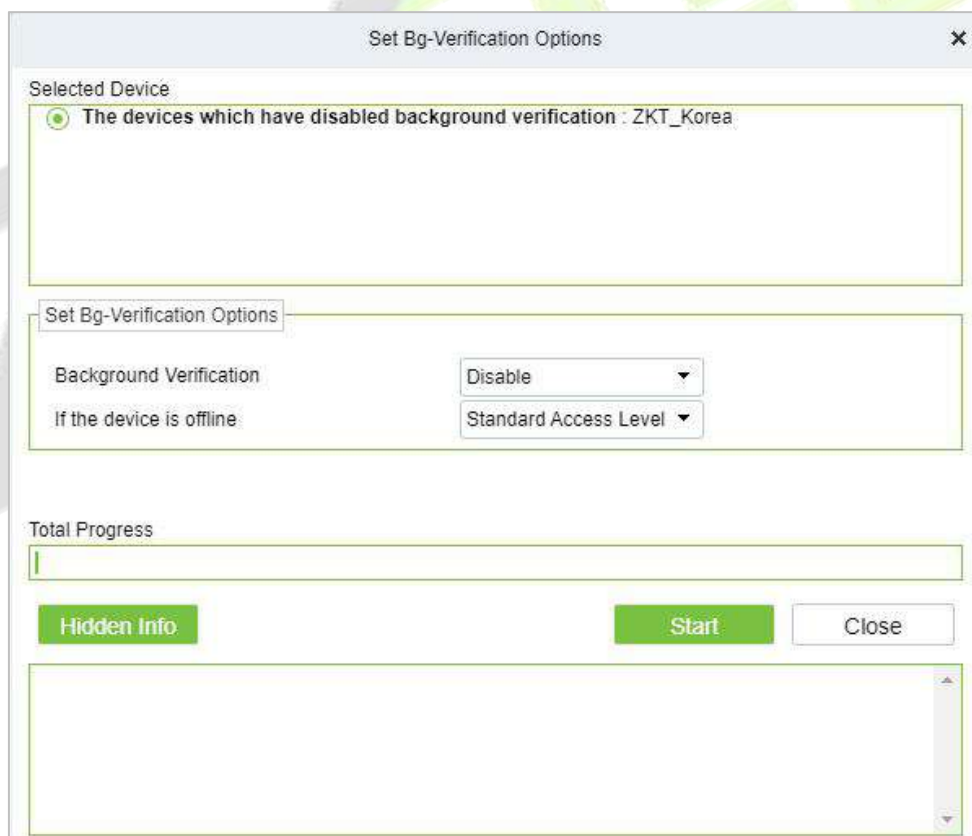 Set Bg-Verification Options
Selected Device
The devices which have disabled background verification : ZKT_Korea
Set Bg-Verification Options
Background Verification Disable
If the device is offline Standard Access Level
Total Progress
Hidden Info Start Close